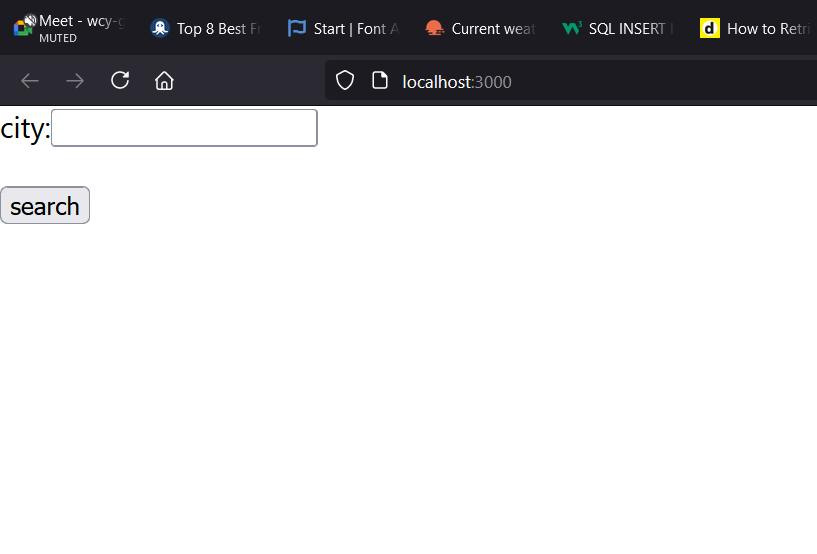 Meet - wcy-
MUTED
Top 8 Best Fr
Start | Font A
Current weat
SQL INSERT I
How to Retri
localhost:3000
city:
search